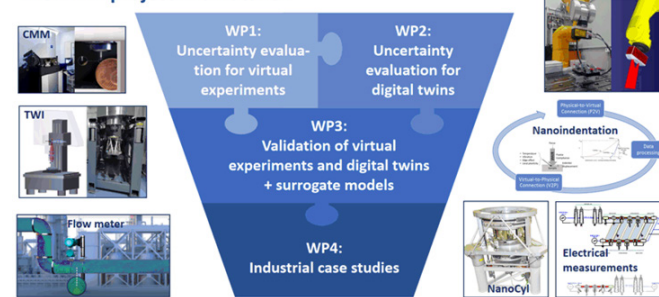 CMM
WP1:
Uncertainty evalua-
tion for virtual
experiments
WP2:
Uncertainty
evaluation for
digital twins
TWI
WP3:
Validation of virtual
experiments and digital twins
+ surrogate models
Physical-to-Virtual
Connection (P2V)
Nanoindentation
Data
processing
Virtual-to-Physical
Connection (V2P)
Flow meter
WP4:
Industrial case studies
NanoCyl
Electrical
measurements